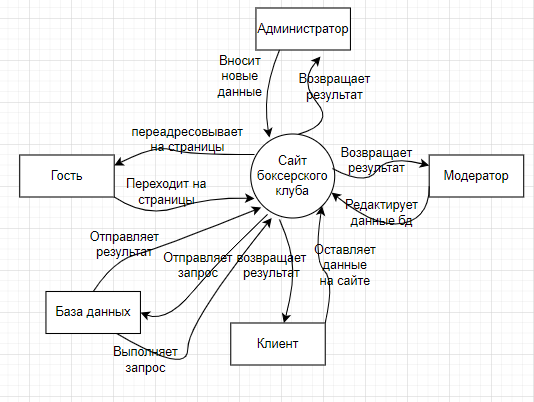 Администратор
Вносит
новые
данные
Возвращает
результат
переадресовывает
на страницы
Сайт
боксерского
клуба
Возвращает
результат
Гость
Модератор
Переходит на
страницы
Редактирует
данные бд
Отправляет
результат
Отправляет
запрос
возвращает
результат
Оставляет
данные
на сайте
База данных
Клиент
Выполняет
запрос